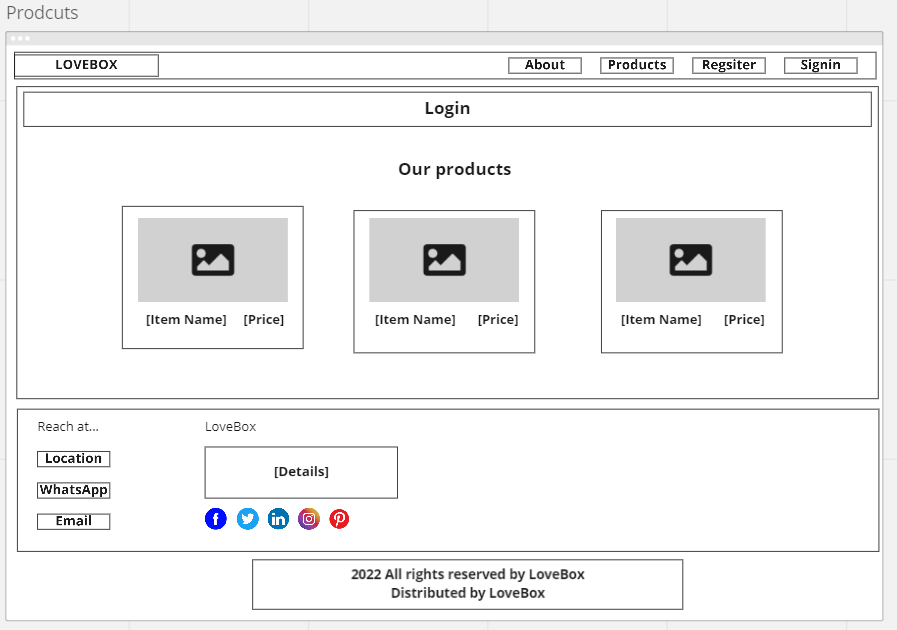 Prodcuts
LOVEBOX
About Products Regsiter Signin
Login
Our products
[Item Name] [Price] [Item Name] [Price] [Item Name] [Price]
Reach at... LoveBox
Location
[Details]
WhatsApp
Email
2022 All rights reserved by LoveBox
Distributed by LoveBox